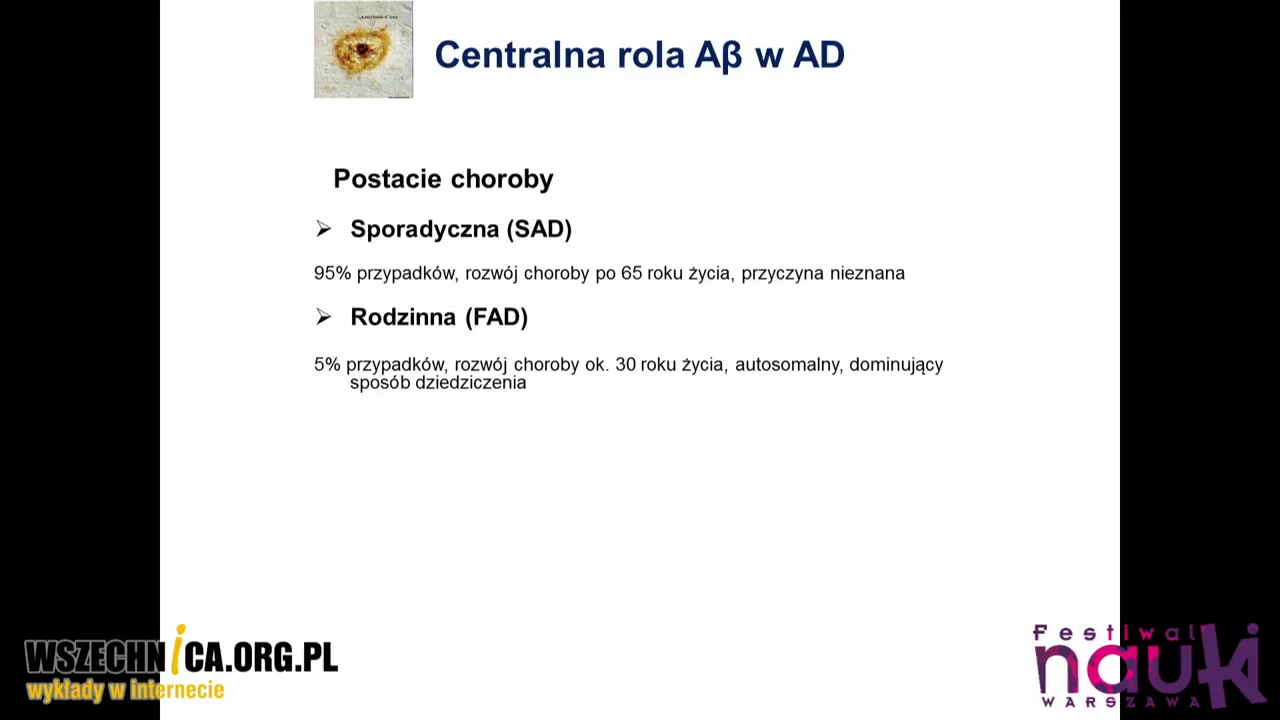 Centralna rola Aβ w AD
Postacie choroby
➢ Sporadyczna (SAD)
95% przypadków, rozwój choroby po 65 roku życia, przyczyna nieznana
➢ Rodzinna (FAD)
5% przypadków, rozwój choroby ok. 30 roku życia, autosomalny, dominujący
sposób dziedziczenia
WSZECHNiCA.ORG.PL
wykłady w internecie
Festiwal
nauki
WARSZAWA